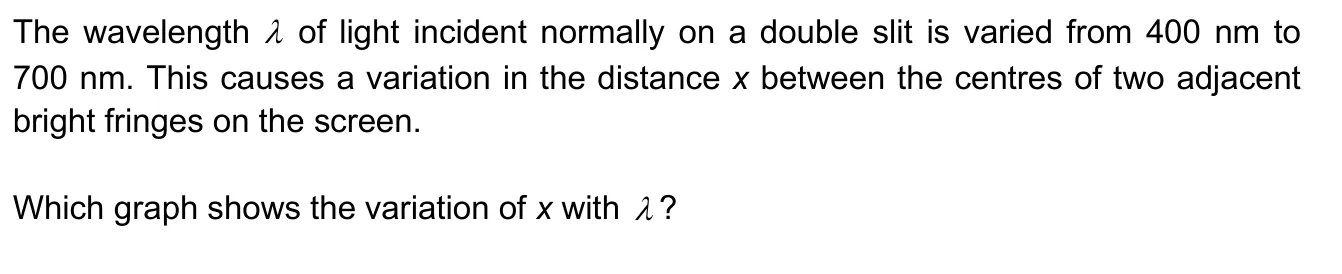 The wavelength λ of light incident normally on a double slit is varied from 400 nm to
700 nm. This causes a variation in the distance x between the centres of two adjacent
bright fringes on the screen.
Which graph shows the variation of x with λ?